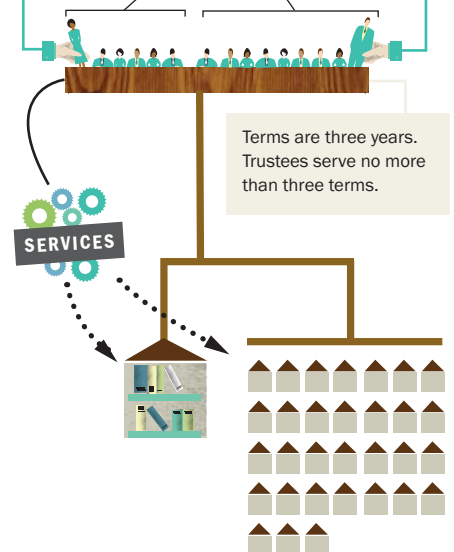 Terms are three years.
Trustees serve no more
than three terms.
SERVICES